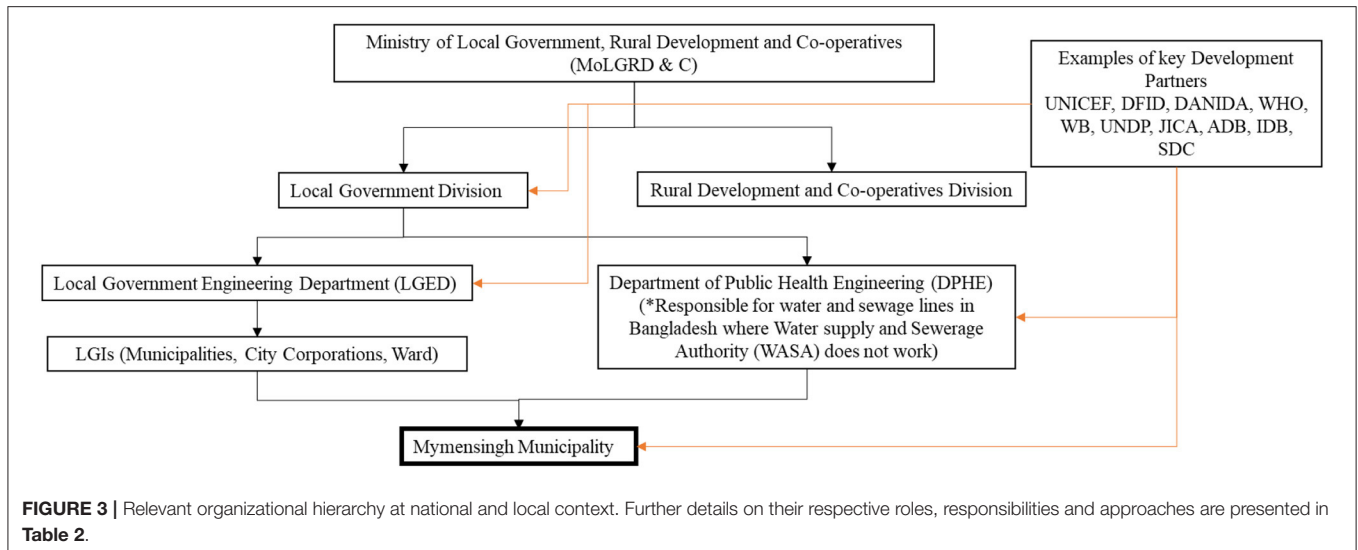 Ministry of Local Government, Rural Development and Co-operatives
(MoLGRD & C)
Examples of key Development
Partners
UNICEF, DFID, DANIDA, WHO,
WB, UNDP, JICA, ADB, IDB,
SDC
Local Government Division
Rural Development and Co-operatives Division
Local Government Engineering Department (LGED)
Department of Public Health Engineering (DPHE)
(*Responsible for water and sewage lines in
Bangladesh where Water supply and Sewerage
Authority (WASA) does not work)
LGIs (Municipalities, City Corporations, Ward)
Mymensingh Municipality
FIGURE 3 | Relevant organizational hierarchy at national and local context. Further details on their respective roles, responsibilities and approaches are presented in
Table 2.